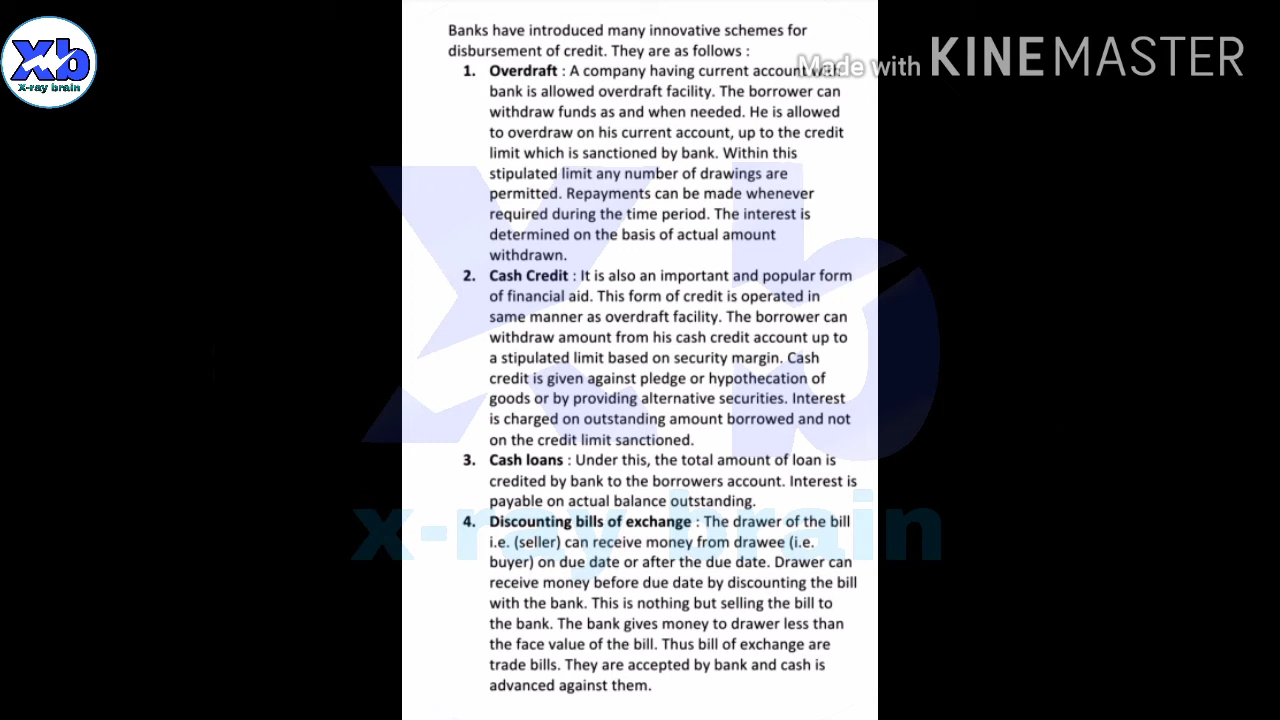 Xb
X-ray brain
Made with KINEMASTER
Banks have introduced many innovative schemes for
disbursement of credit. They are as follows :
1. Overdraft : A company having current account with
bank is allowed overdraft facility. The borrower can
withdraw funds as and when needed. He is allowed
to overdraw on his current account, up to the credit
limit which is sanctioned by bank. Within this
stipulated limit any number of drawings are
permitted. Repayments can be made whenever
required during the time period. The interest is
determined on the basis of actual amount
withdrawn.
2. Cash Credit : It is also an important and popular form
of financial aid. This form of credit is operated in
same manner as overdraft facility. The borrower can
withdraw amount from his cash credit account up to
a stipulated limit based on security margin. Cash
credit is given against pledge or hypothecation of
goods or by providing alternative securities. Interest
is charged on outstanding amount borrowed and not
on the credit limit sanctioned.
3. Cash loans : Under this, the total amount of loan is
credited by bank to the borrowers account. Interest is
payable on actual balance outstanding.
4. Discounting bills of exchange : The drawer of the bill
i.e. (seller) can receive money from drawee (i.e.
buyer) on due date or after the due date. Drawer can
receive money before due date by discounting the bill
with the bank. This is nothing but selling the bill to
the bank. The bank gives money to drawer less than
the face value of the bill. Thus bill of exchange are
trade bills. They are accepted by bank and cash is
advanced against them.
Xb
x-ray brain